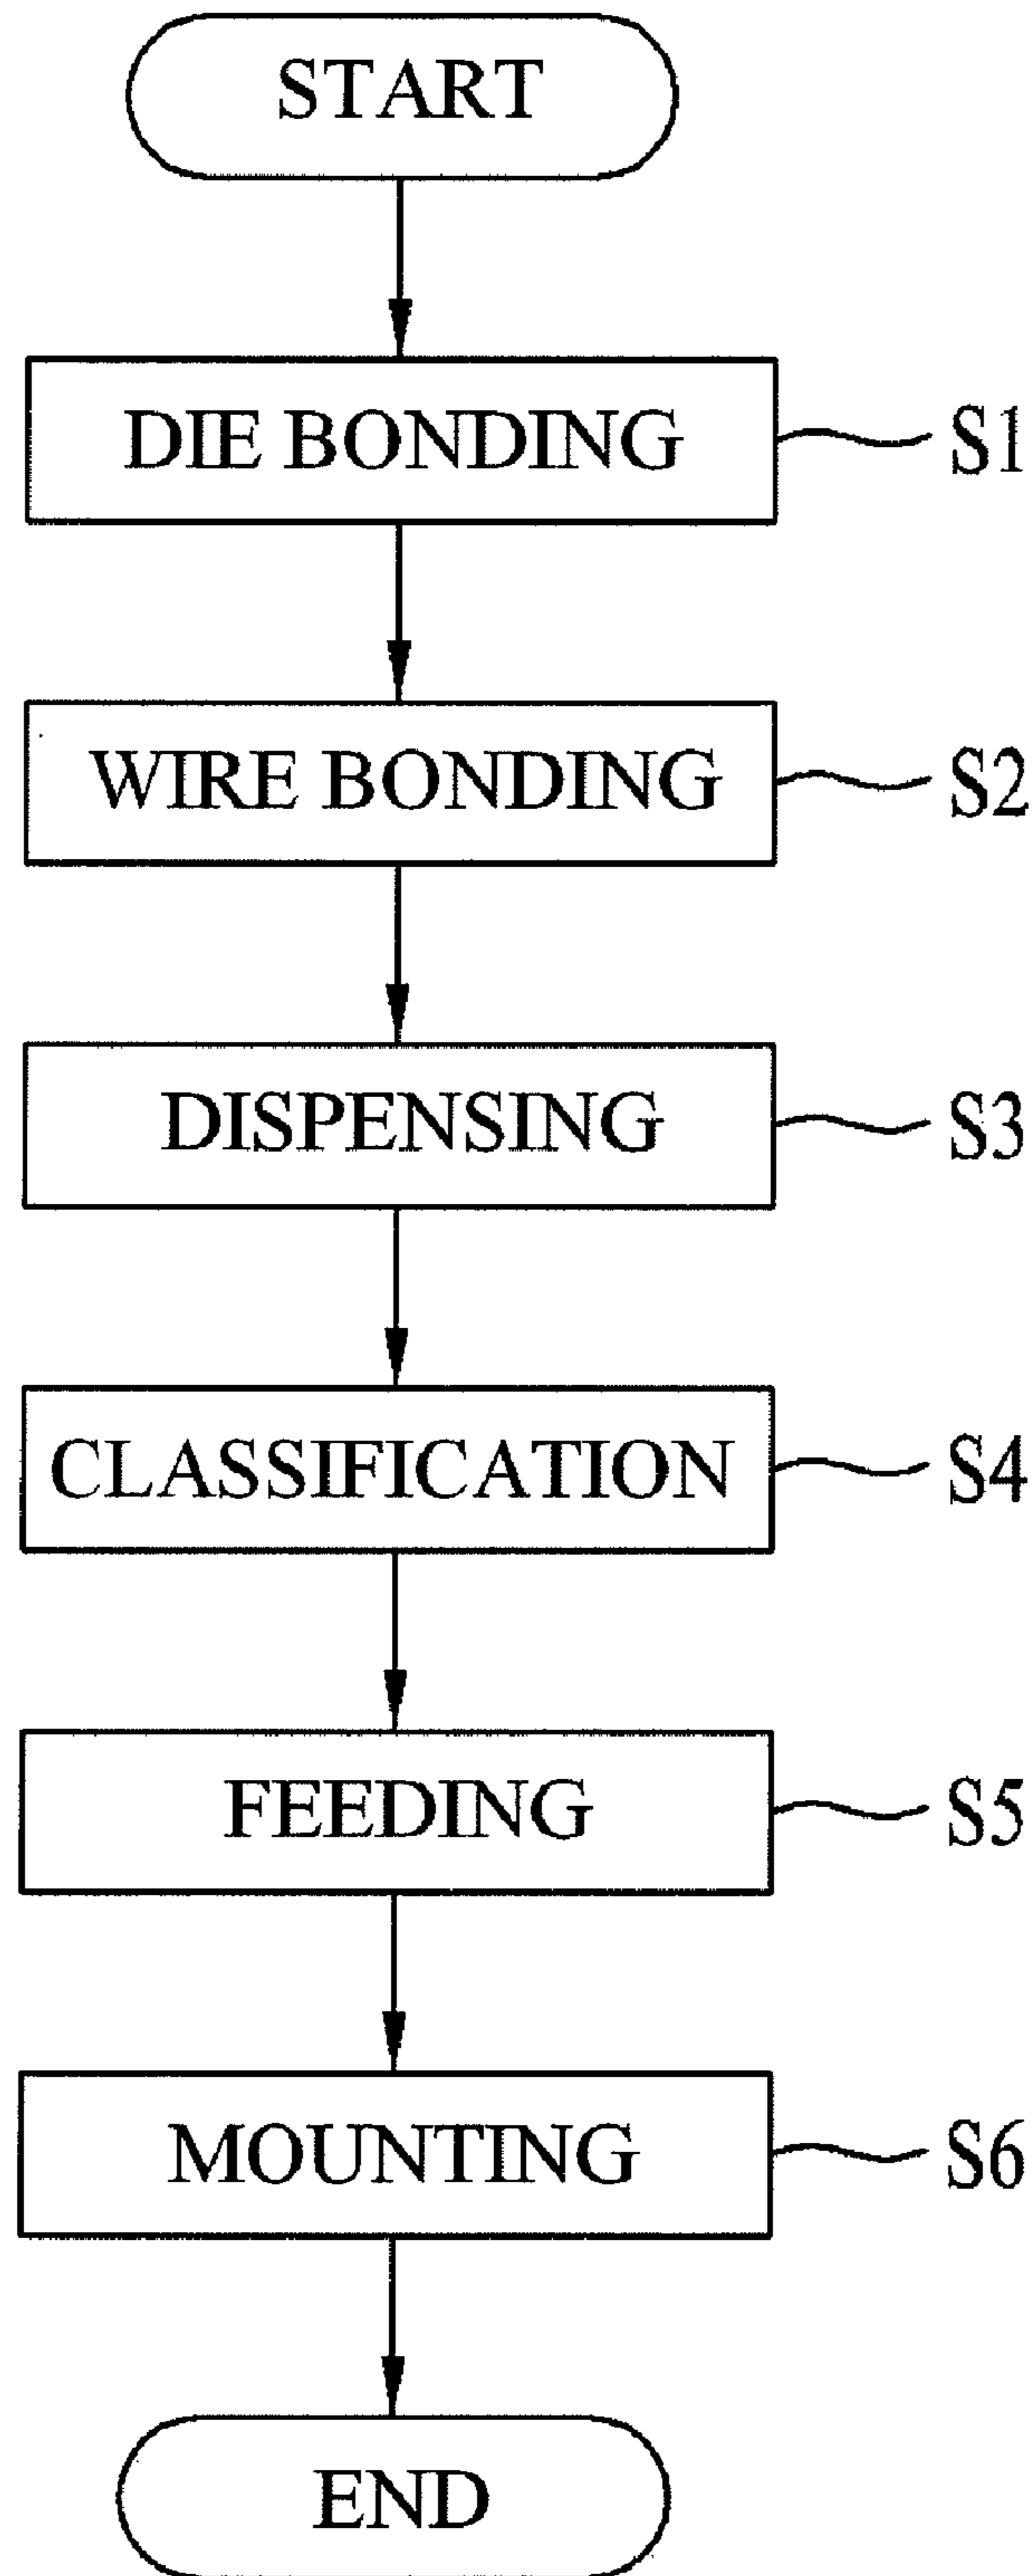 START
DIE BONDING S1
WIRE BONDING S2
DISPENSING S3
CLASSIFICATION S4
FEEDING S5
MOUNTING S6
END